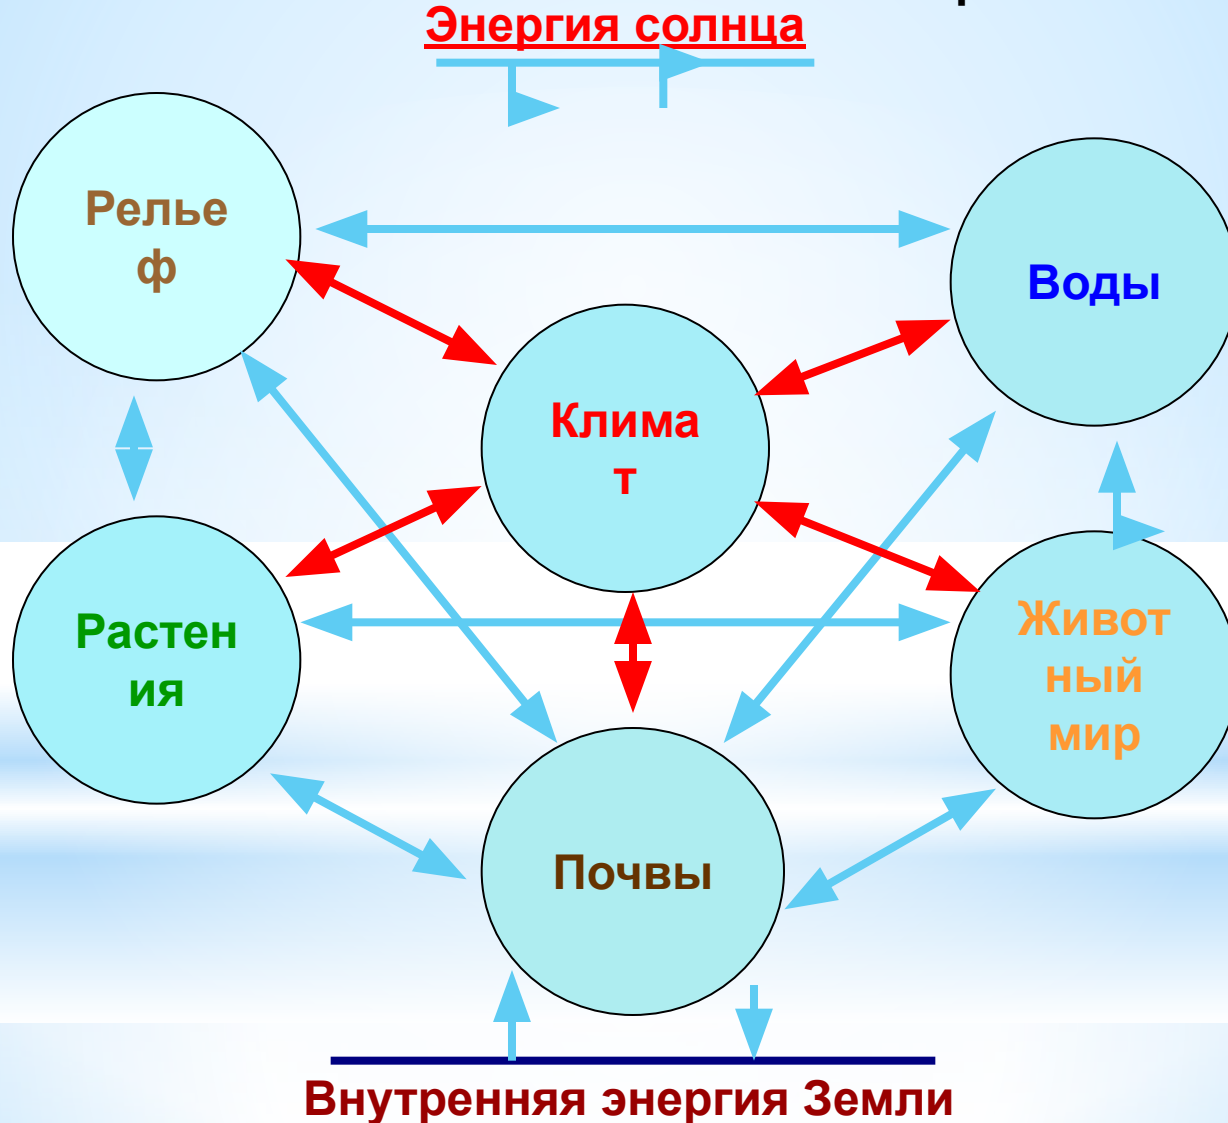 Энергия солнца
Релье
ф
Воды
Клима
т
Растен
ия
Живот
ный
мир
Почвы
Внутренняя энергия Земли